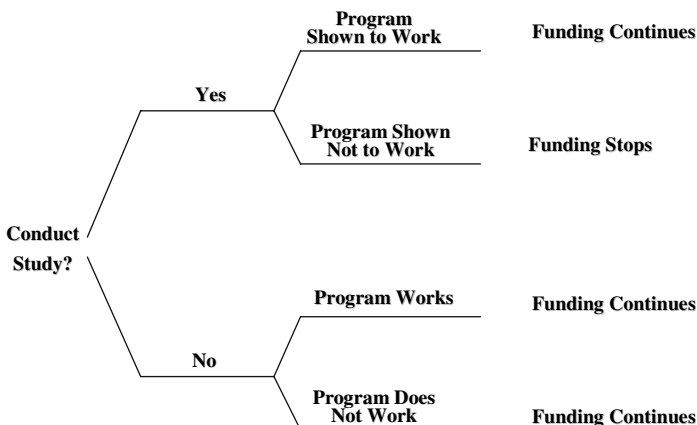 Program
Shown to Work
Funding Continues
Yes
Program Shown
Not to Work
Funding Stops
Conduct
Study?
Program Works
Funding Continues
No
Program Does
Not Work
Funding Continues